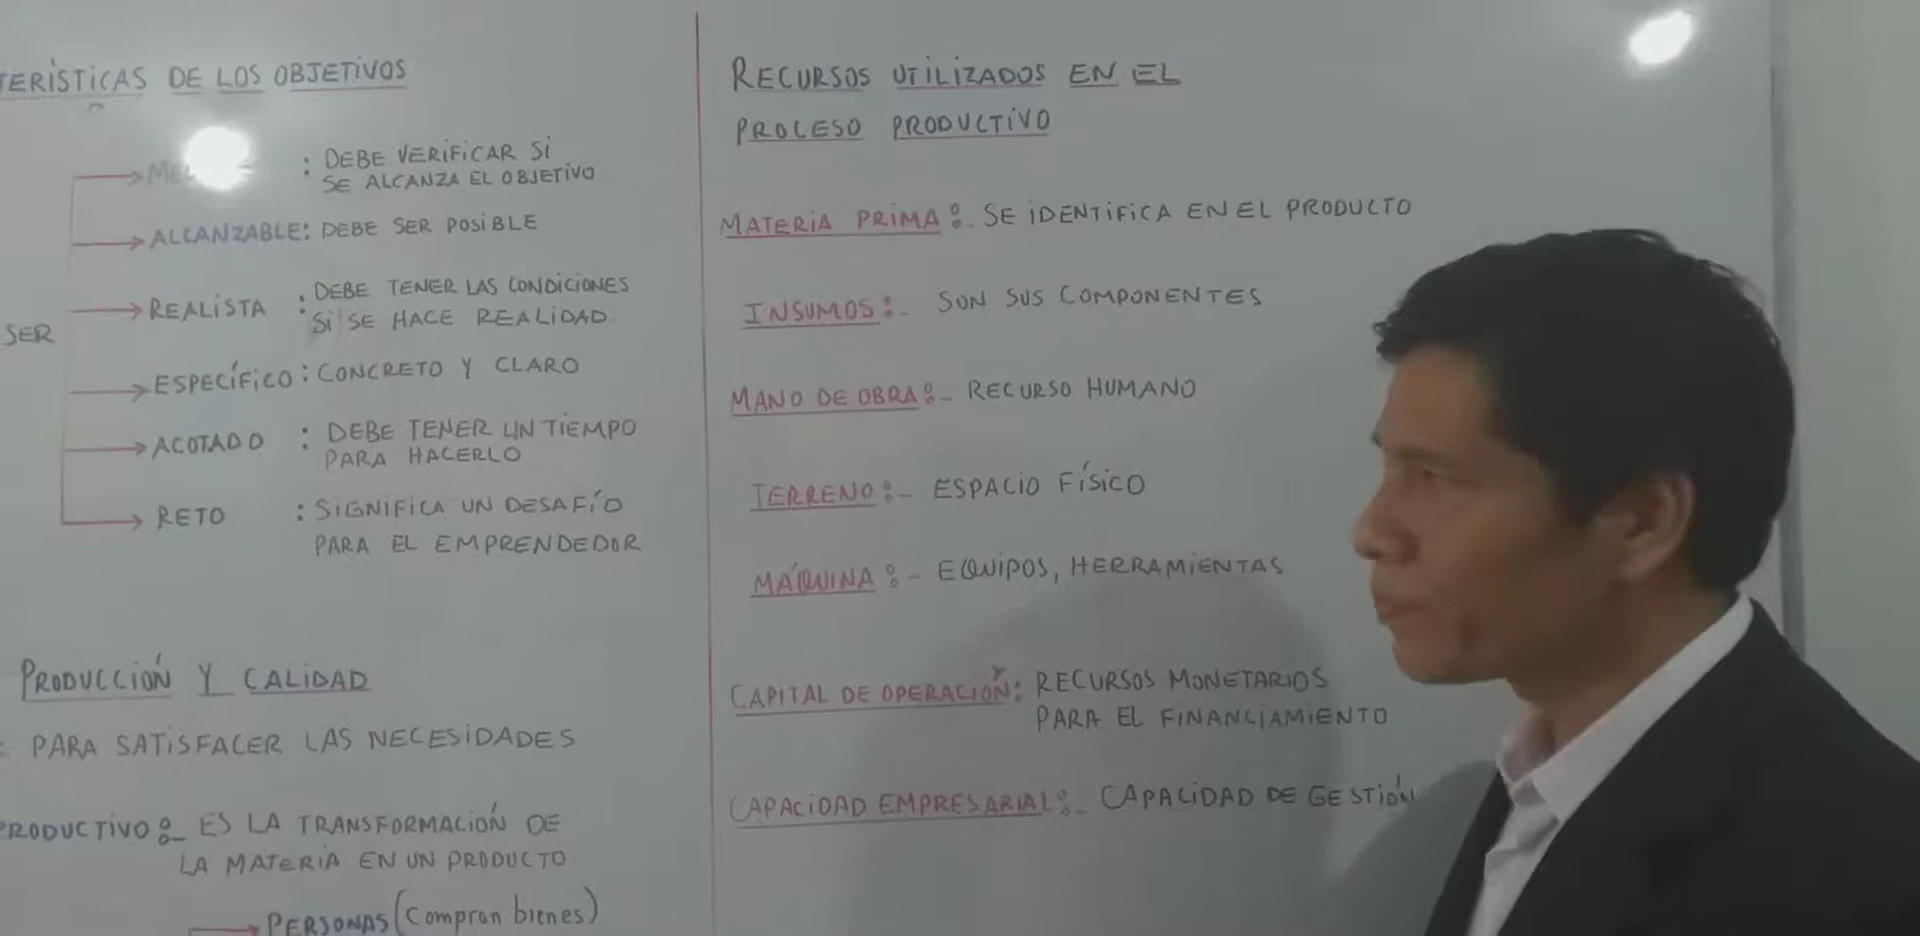 TERÍSTICAS DE LOS OBJETIVOS
: DEBE VERIFICAR SI
SE ALCANZA EL OBJETIVO
ALCANZABLE: DEBE SER POSIBLE
REALISTA : DEBE TENER LAS CONDICIONES
SI SE HACE REALIDAD
SER
ESPECÍFICO: CONCRETO Y CLARO
ACOTADO : DEBE TENER UN TIEMPO
PARA HACERLO
RETO : SIGNIFICA UN DESAFÍO
PARA EL EMPRENDEDOR
PRODUCCIÓN Y CALIDAD
PARA SATISFACER LAS NECESIDADES
PRODUCTIVO:_ ES LA TRANSFORMACIÓN DE
LA MATERIA EN UN PRODUCTO
PERSONAS (Compran bienes)
RECURSOS UTILIZADOS EN EL
PROCESO PRODUCTIVO
MATERIA PRIMA:. SE IDENTIFICA EN EL PRODUCTO
INSUMOS:_ SON SUS COMPONENTES
MANO DE OBRA:_ RECURSO HUMANO
TERRENO:_ ESPACIO FÍSICO
MÁQUINA:- EQUIPOS, HERRAMIENTAS
CAPITAL DE OPERACIÓN: RECURSOS MONETARIOS
PARA EL FINANCIAMIENTO
CAPACIDAD EMPRESARIAL:_ CAPACIDAD DE GESTIÓN